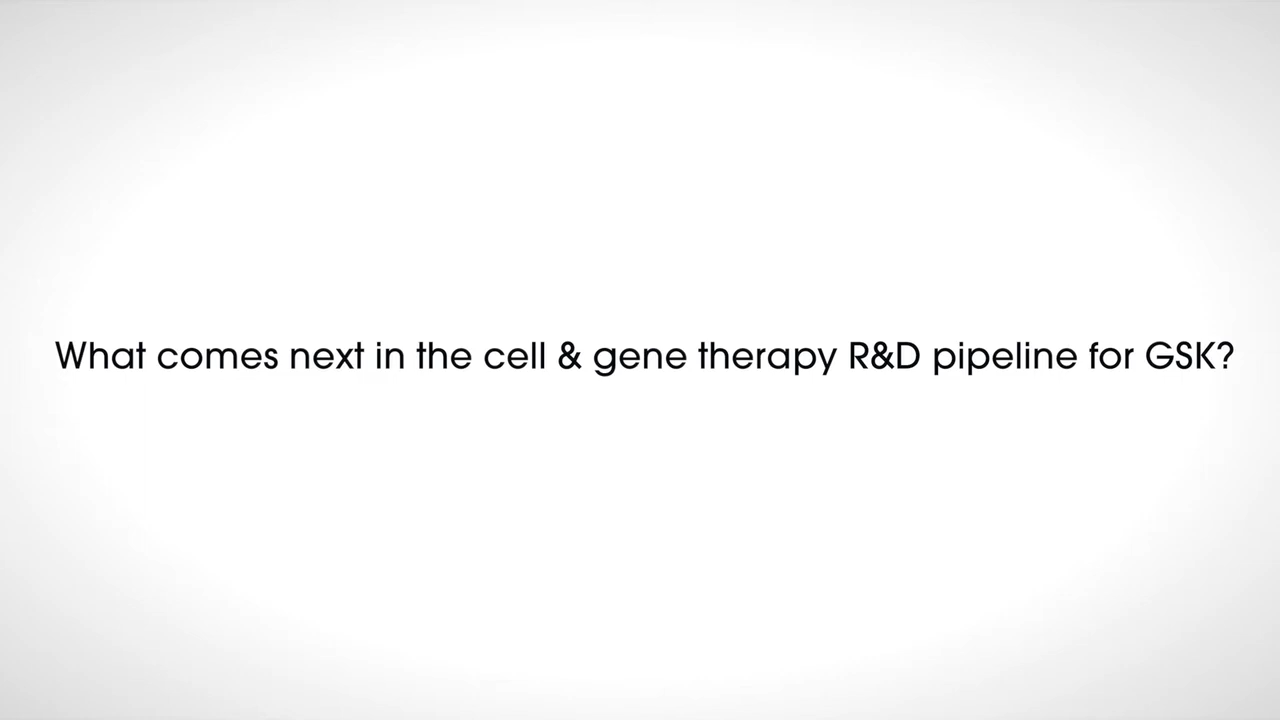 What comes next in the cell & gene therapy R&D pipeline for GSK?